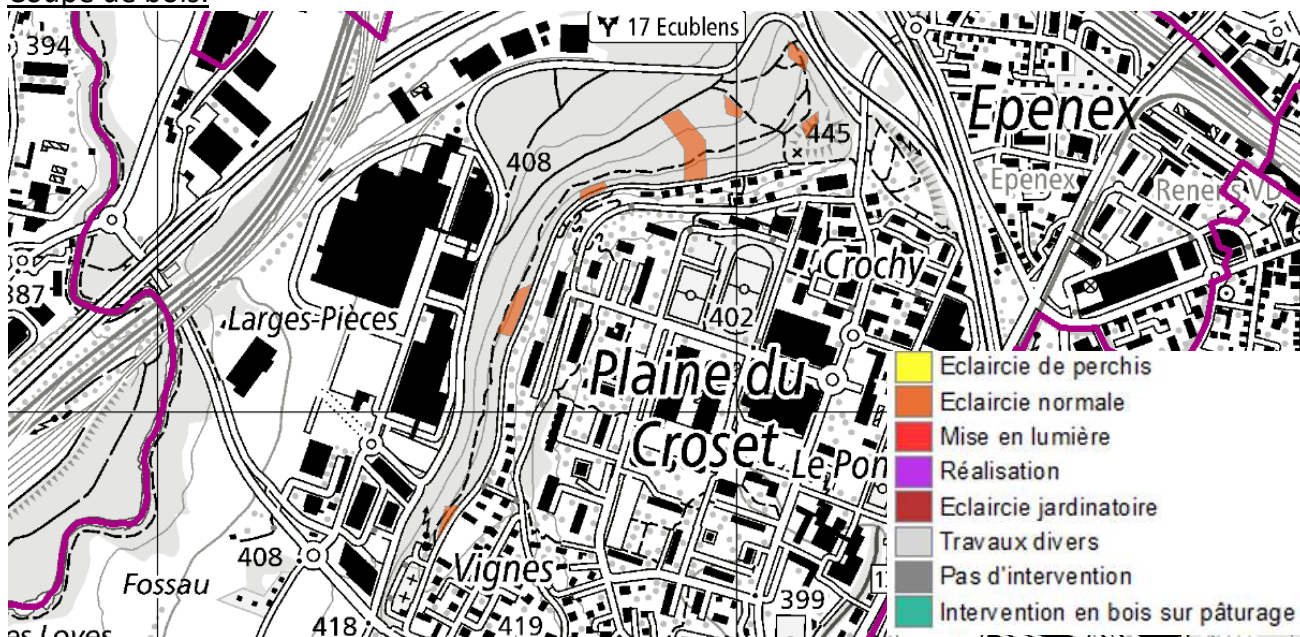 Coupe de bois:
394
17 Ecublens
Epenex
445
408
Epenex
Renens VD
387
Larges-Pièces
Crochy
402
Plaine du
Croset
Le Pon
408
Fossau
Vignes
399
418
419
es Loves
Eclaircie de perchis
Eclaircie normale
Mise en lumière
Réalisation
Eclaircie jardinatoire
Travaux divers
Pas d'intervention
Intervention en bois sur pâturage